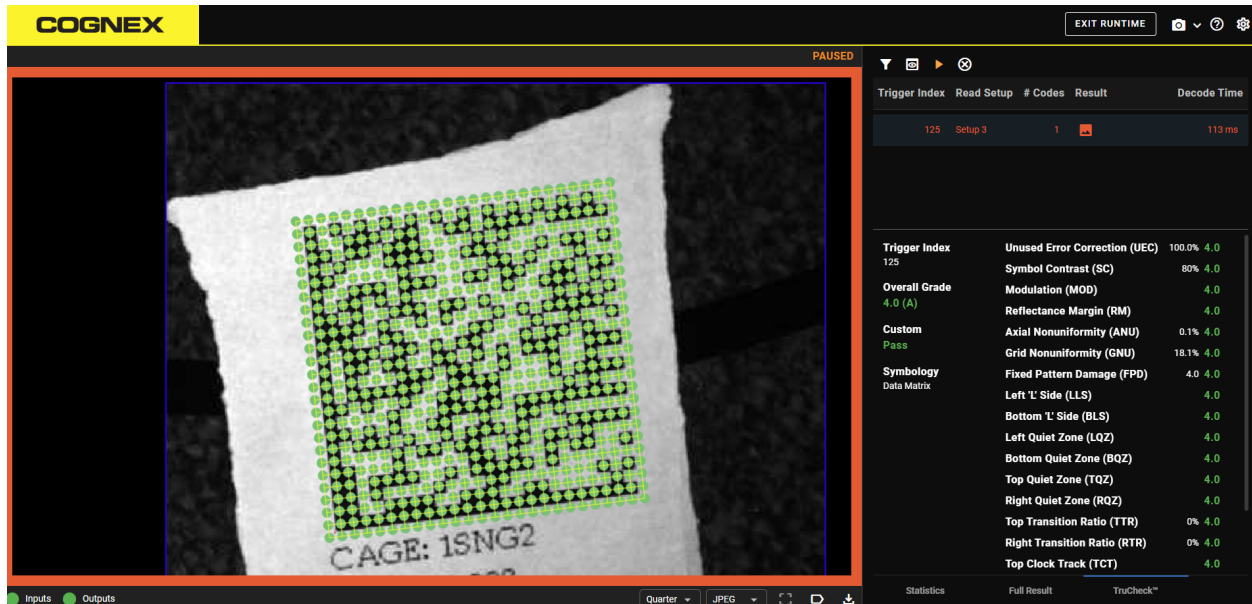 COGNEX
EXIT RUNTIME
PAUSED
Trigger Index Read Setup # Codes Result Decode Time
125 Setup 3 1 113 ms
CAGE: 1SNG2
Trigger Index
125
Overall Grade
4.0 (A)
Custom
Pass
Symbology
Data Matrix
Unused Error Correction (UEC) 100.0% 4.0
Symbol Contrast (SC) 80% 4.0
Modulation (MOD) 4.0
Reflectance Margin (RM) 4.0
Axial Nonuniformity (ANU) 0.1% 4.0
Grid Nonuniformity (GNU) 18.1% 4.0
Fixed Pattern Damage (FPD) 4.0 4.0
Left 'L' Side (LLS) 4.0
Bottom 'L' Side (BLS) 4.0
Left Quiet Zone (LQZ) 4.0
Bottom Quiet Zone (BQZ) 4.0
Top Quiet Zone (TQZ) 4.0
Right Quiet Zone (RQZ) 4.0
Top Transition Ratio (TTR) 0% 4.0
Right Transition Ratio (RTR) 0% 4.0
Top Clock Track (TCT) 4.0
Inputs Outputs
Quarter JPEG
Statistics Full Result TruCheck™